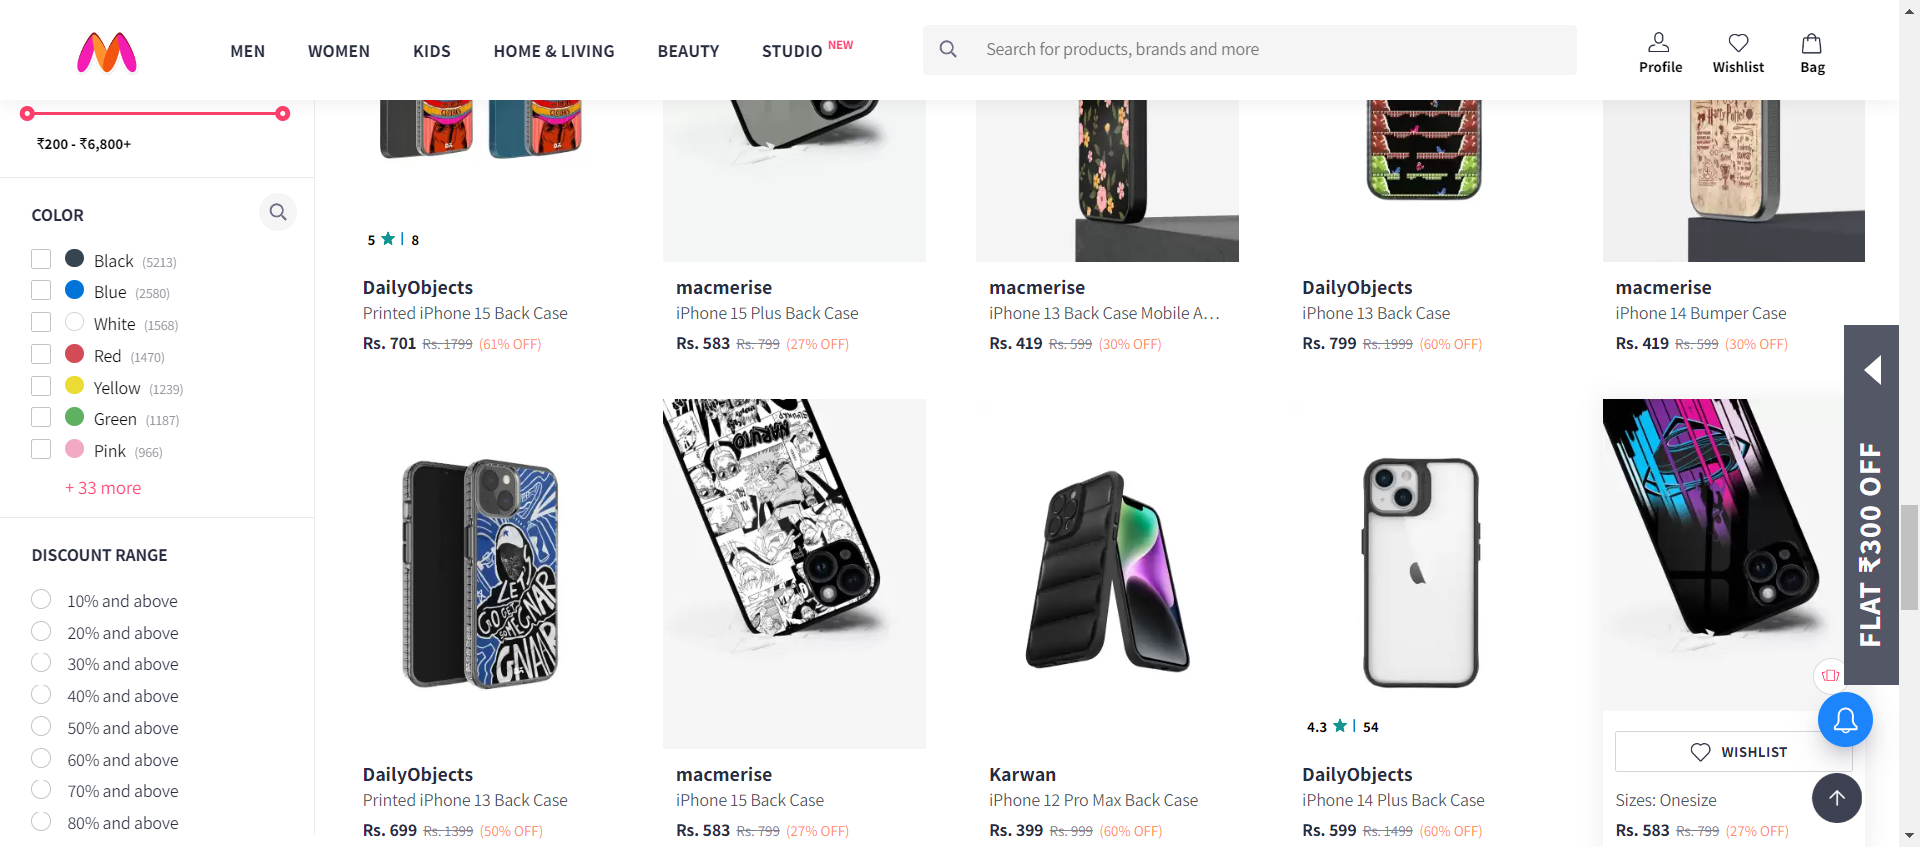 MEN WOMEN KIDS HOME & LIVING BEAUTY STUDIO NEW
Search for products, brands and more
Profile Wishlist Bag
₹200 - ₹6,800+
COLOR
Black (5213)
Blue (2580)
White (1568)
Red (1470)
Yellow (1239)
Green (1187)
Pink (966)
+ 33 more
DISCOUNT RANGE
10% and above
20% and above
30% and above
40% and above
50% and above
60% and above
70% and above
80% and above
5 | 8
DailyObjects
Printed iPhone 15 Back Case
Rs. 701 Rs. 1799 (61% OFF)
macmerise
iPhone 15 Plus Back Case
Rs. 583 Rs. 799 (27% OFF)
macmerise
iPhone 13 Back Case Mobile A...
Rs. 419 Rs. 599 (30% OFF)
DailyObjects
iPhone 13 Back Case
Rs. 799 Rs. 1999 (60% OFF)
Harry Potter
macmerise
iPhone 14 Bumper Case
Rs. 419 Rs. 599 (30% OFF)
LET'S
GO GET
SOME GNAR
GNAAR
DailyObjects
Printed iPhone 13 Back Case
Rs. 699 Rs. 1399 (50% OFF)
NARUTO
macmerise
iPhone 15 Back Case
Rs. 583 Rs. 799 (27% OFF)
Karwan
iPhone 12 Pro Max Back Case
Rs. 399 Rs. 999 (60% OFF)
4.3 | 54
DailyObjects
iPhone 14 Plus Back Case
Rs. 599 Rs. 1499 (60% OFF)
WISHLIST
Sizes: Onesize
Rs. 583 Rs. 799 (27% OFF)
FLAT ₹300 OFF